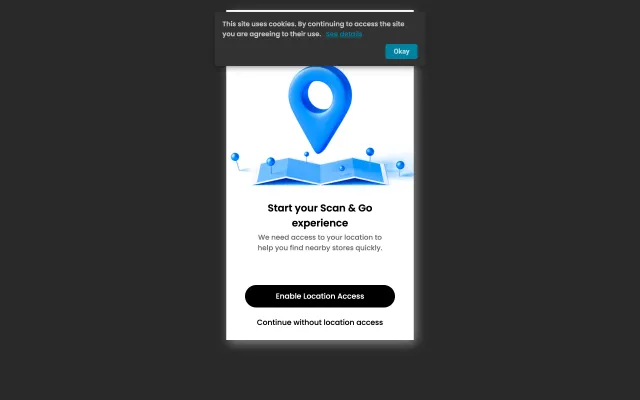 This site uses cookies. By continuing to access the site
you are agreeing to their use. See details
Okay
Start your Scan & Go
experience
We need access to your location to
help you find nearby stores quickly.
Enable Location Access
Continue without location access